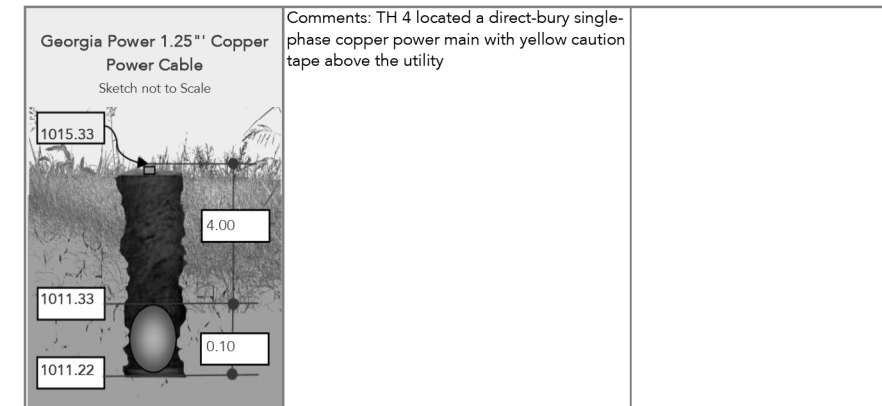 Georgia Power 1.25"' Copper
Power Cable
Sketch not to Scale
1015.33
4.00
1011.33
0.10
1011.22
Comments: TH 4 located a direct-bury single-
phase copper power main with yellow caution
tape above the utility